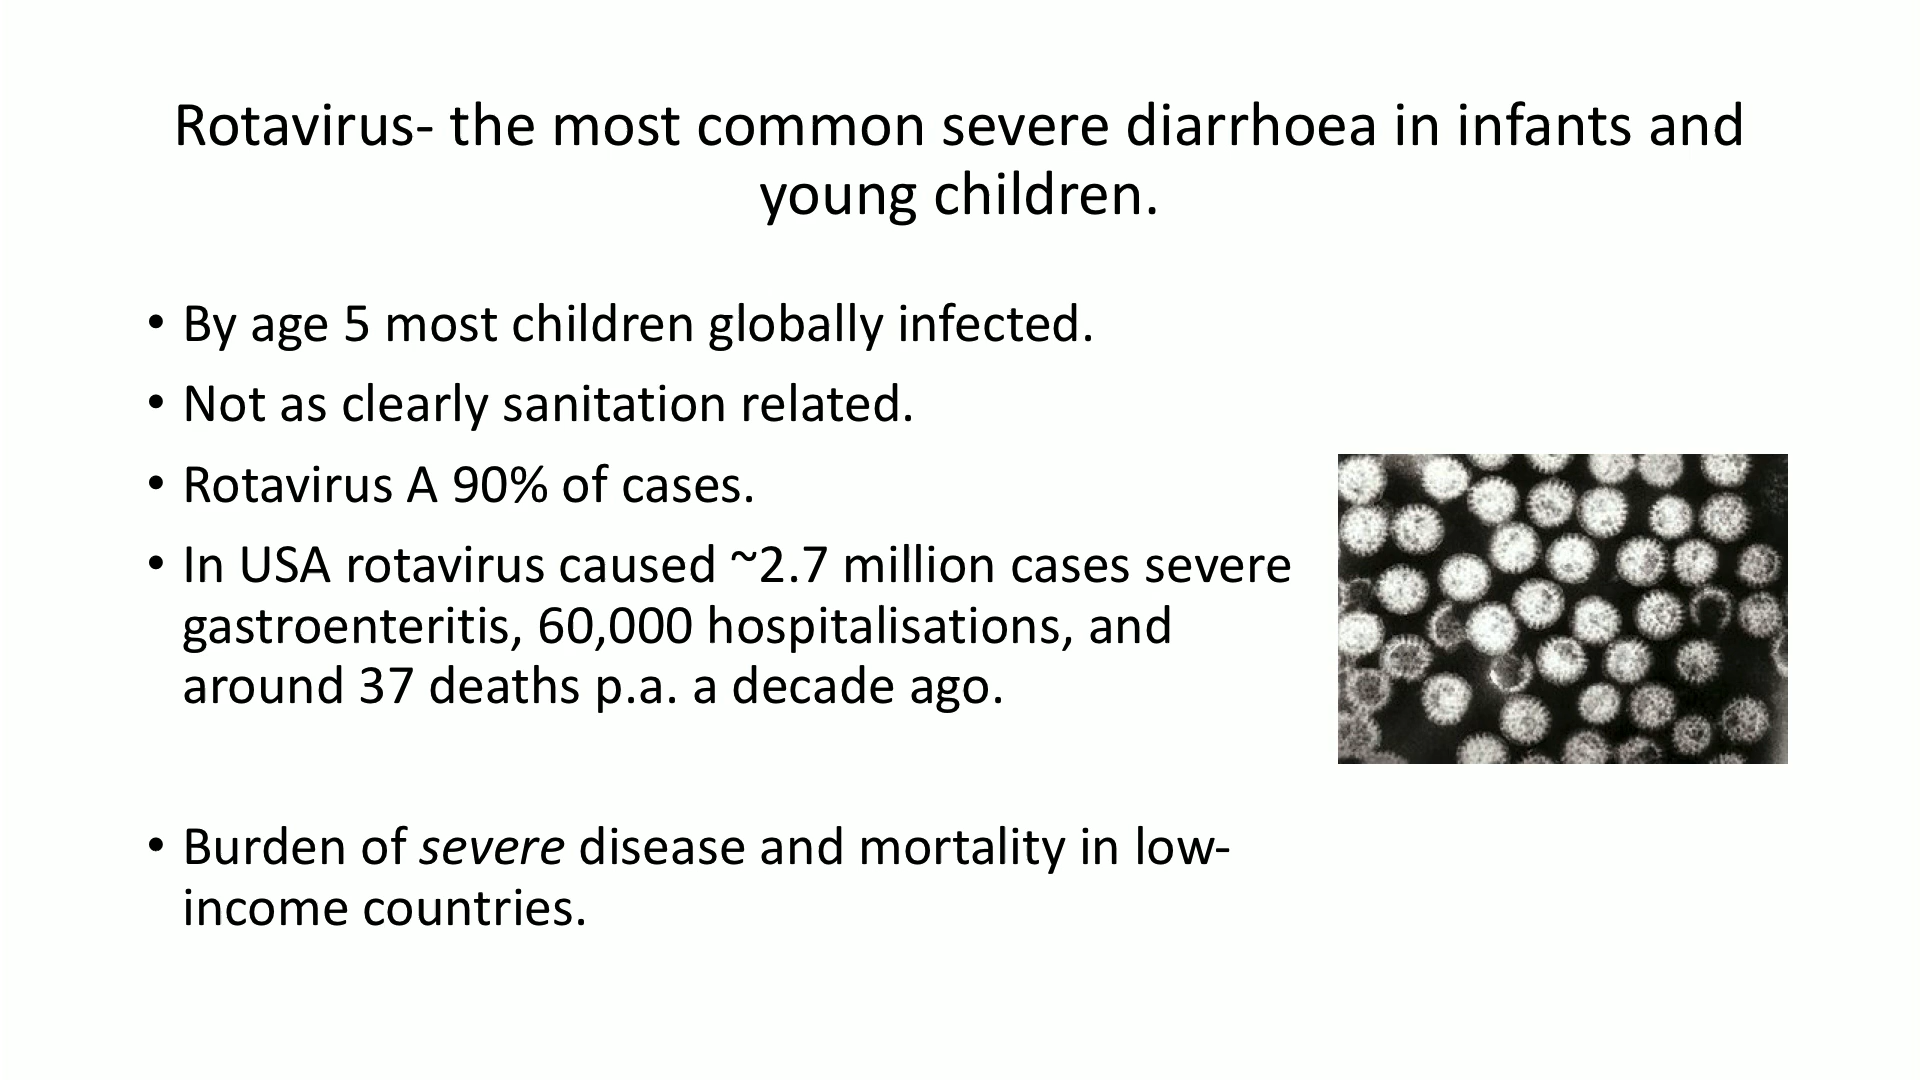 Rotavirus- the most common severe diarrhoea in infants and
young children.
• By age 5 most children globally infected.
• Not as clearly sanitation related.
• Rotavirus A 90% of cases.
• In USA rotavirus caused ~2.7 million cases severe
gastroenteritis, 60,000 hospitalisations, and
around 37 deaths p.a. a decade ago.
• Burden of severe disease and mortality in low-
income countries.